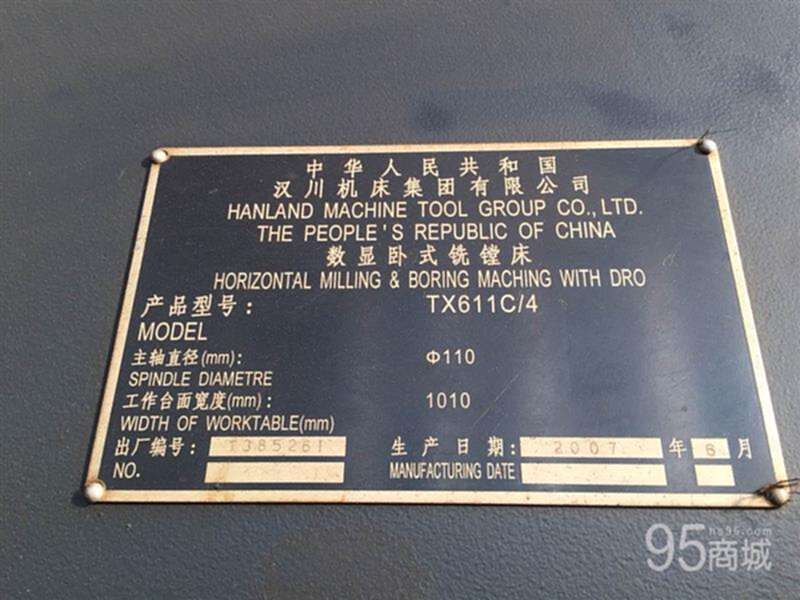 中华人民共和国
汉川机床集团有限公司
HANLAND MACHINE TOOL GROUP CO.,LTD.
THE PEOPLE'S REPUBLIC OF CHINA
数显卧式铣镗床
HORIZONTAL MILLING & BORING MACHING WITH DRO
产品型号: TX611C/4
MODEL
主轴直径(mm): Φ110
SPINDLE DIAMETRE
工作台面宽度(mm): 1010
WIDTH OF WORKTABLE(mm)
出厂编号: 1385261 生产日期: 2007 年 6 月
NO. MANUFACTURING DATE
he95.com
95商城